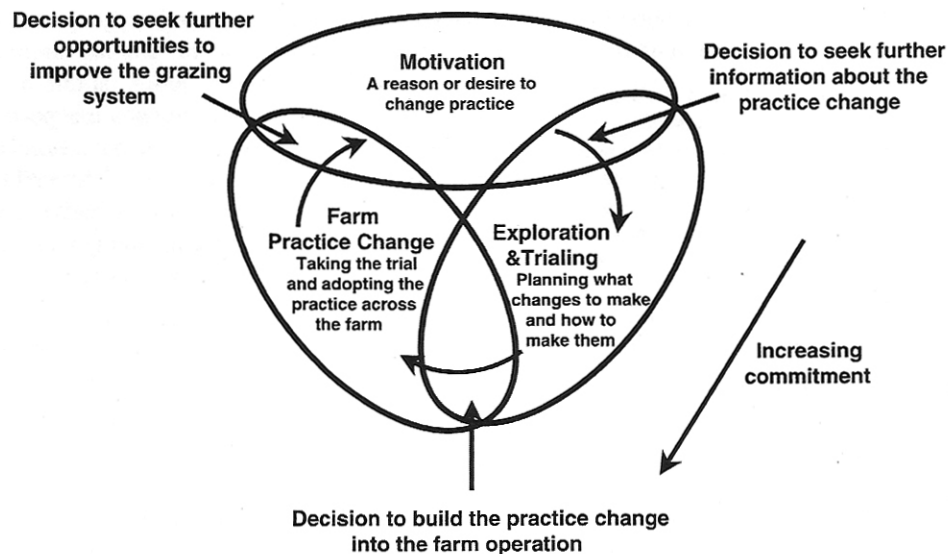 Decision to seek further
opportunities to
improve the grazing
system
Motivation
A reason or desire to
change practice
Decision to seek further
information about the
practice change
Farm
Practice Change
Taking the trial
and adopting the
practice across
the farm
Exploration
&Trialing
Planning what
changes to make
and how to
make them
Increasing
commitment
Decision to build the practice change
into the farm operation